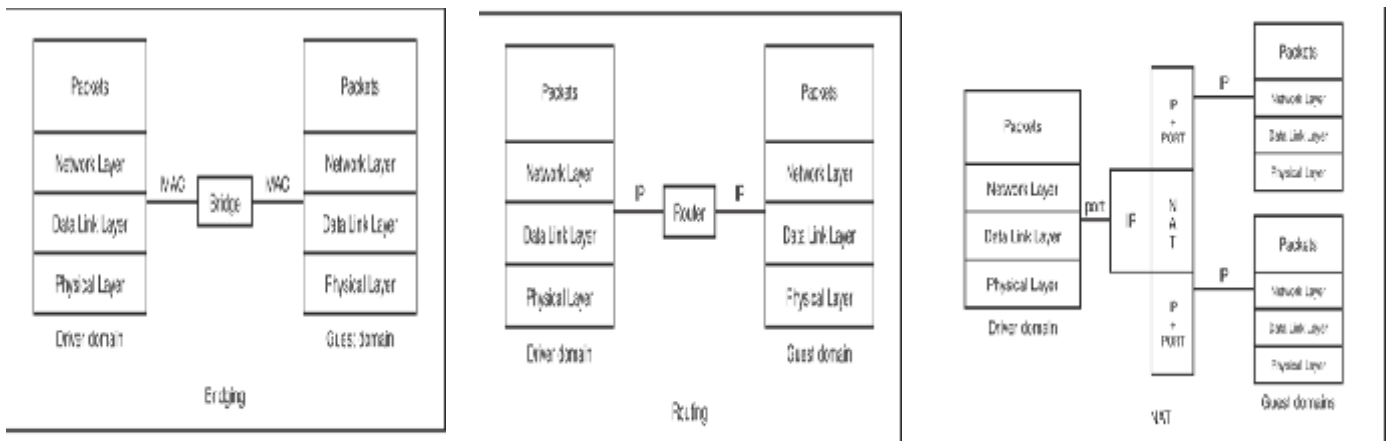 Packets
Network Layer
Data Link Layer
Physical Layer
Driver domain
MAC
Bridge
MAC
Packets
Network Layer
Data Link Layer
Physical Layer
Guest domain
Bridging
Packets
Network Layer
Data Link Layer
Physical Layer
Driver domain
IP
Router
IP
Packets
Network Layer
Data Link Layer
Physical Layer
Guest domain
Routing
Packets
Network Layer
Data Link Layer
Physical Layer
Driver domain
port
IP
IP
+
PORT
N
A
T
IP
+
PORT
IP
IP
Packets
Network Layer
Data Link Layer
Physical Layer
Packets
Network Layer
Data Link Layer
Physical Layer
Guest domains
NAT